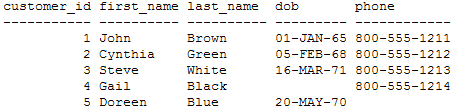 customer_id first_name last_name dob phone
----------- ---------- ---------- --------- ------------
1 John Brown 01-JAN-65 800-555-1211
2 Cynthia Green 05-FEB-68 800-555-1212
3 Steve White 16-MAR-71 800-555-1213
4 Gail Black 800-555-1214
5 Doreen Blue 20-MAY-70